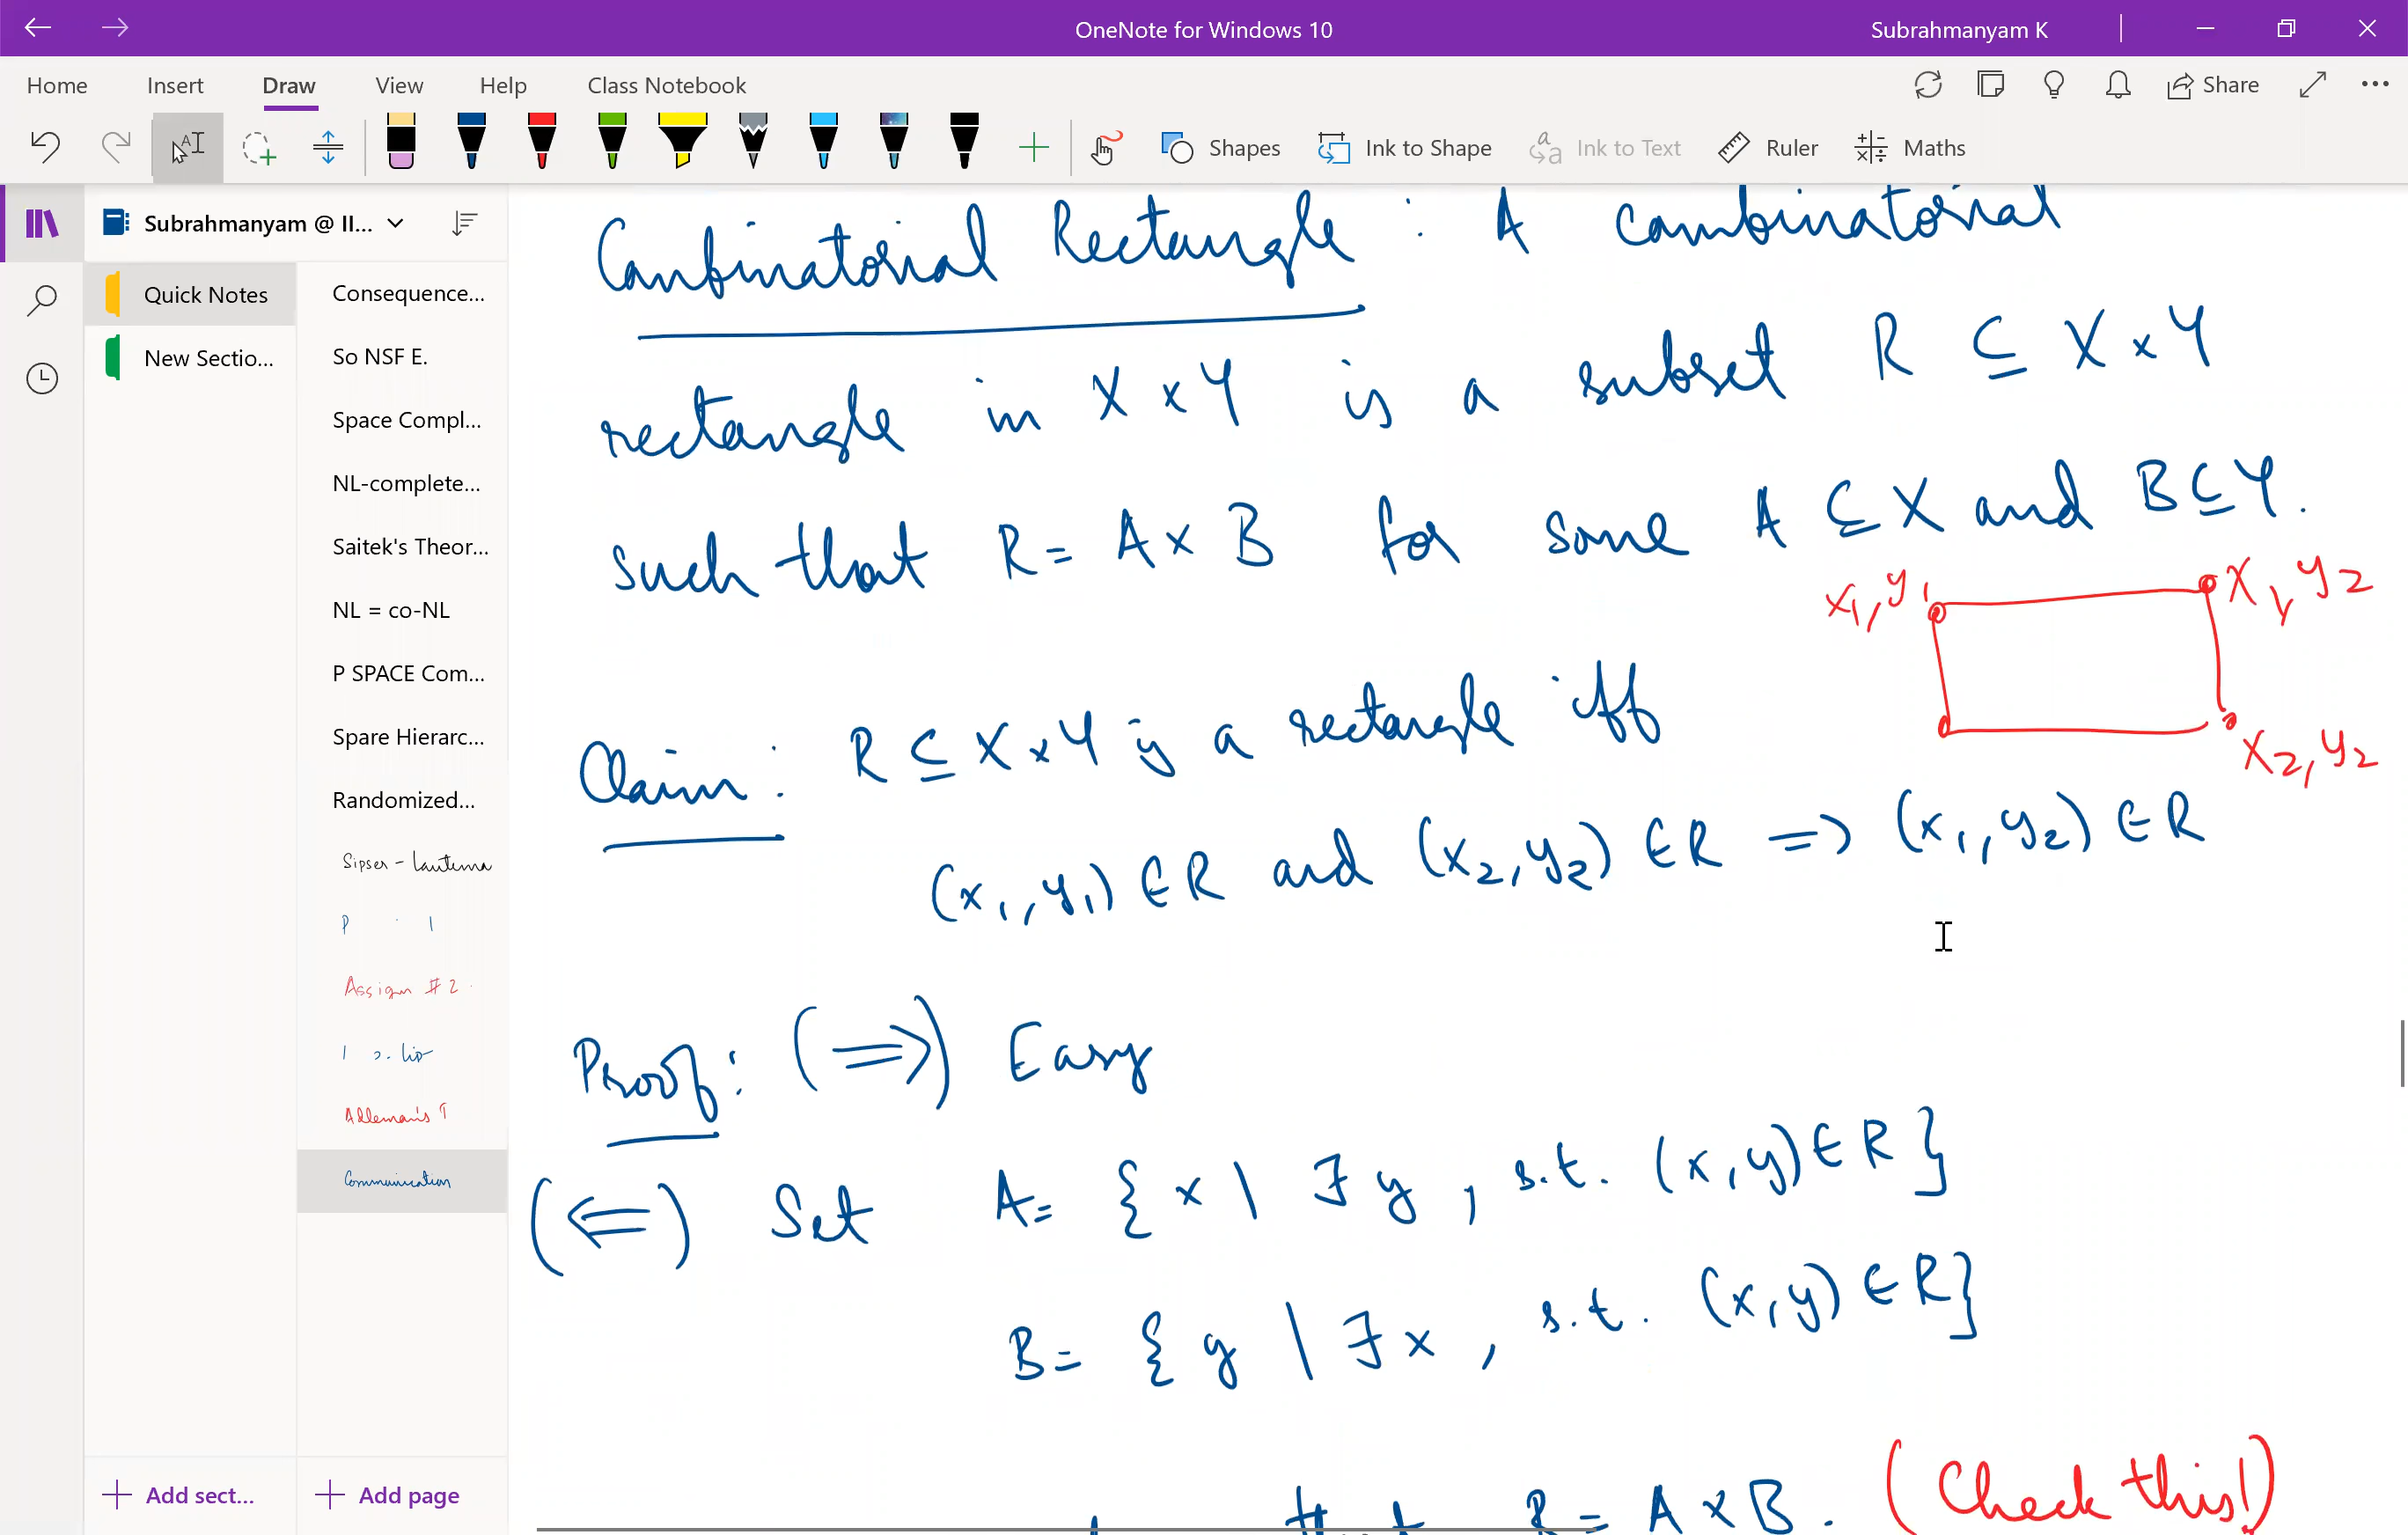 OneNote for Windows 10
Subrahmanyam K
Home Insert Draw View Help Class Notebook
Share
Shapes Ink to Shape Ink to Text Ruler Maths
Subrahmanyam @ II...
Quick Notes
New Sectio...
Consequence...
So NSF E.
Space Compl...
NL-complete...
Saitek's Theor...
NL = co-NL
P SPACE Com...
Spare Hierarc...
Randomized...
Sipser - Lautema
Assign #2
Adleman's T
Communication
Add sect...
Add page
Combinatorial Rectangle : A combinatorial
rectangle in X × Y is a subset R ⊆ X × Y
such that R = A × B for some A ⊆ X and B ⊆ Y.
x1, y1
x1, y2
x2, y2
Claim : R ⊆ X × Y is a rectangle iff
(x1, y1) ∈ R and (x2, y2) ∈ R => (x1, y2) ∈ R
Proof : (⟹) Easy
(⟸) Set A = { x | ∃ y , s.t. (x, y) ∈ R }
B = { y | ∃ x , s.t. (x, y) ∈ R }
that R = A × B. (Check this!)